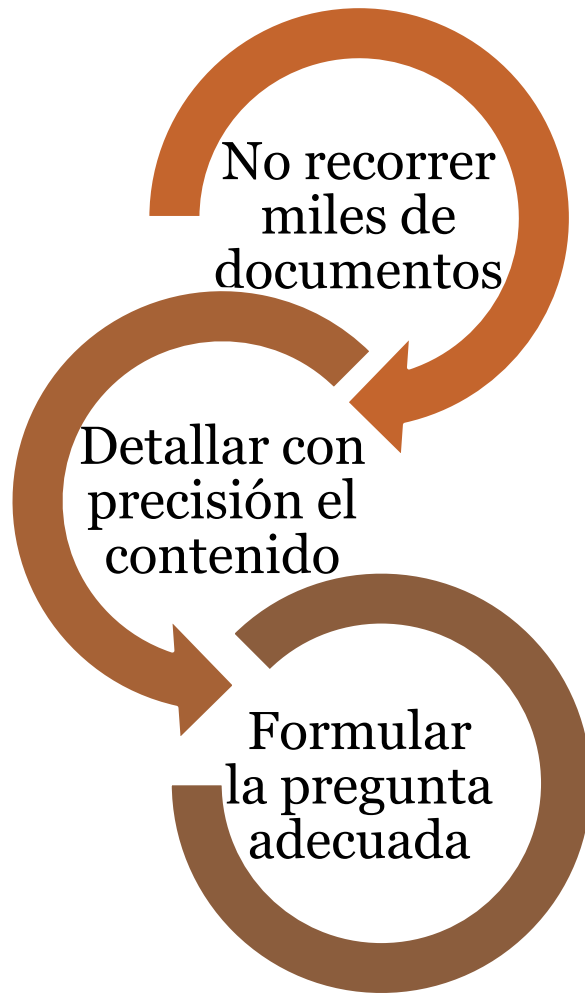 No recorrer
miles de
documentos
Detallar con
precisión el
contenido
Formular
la pregunta
adecuada